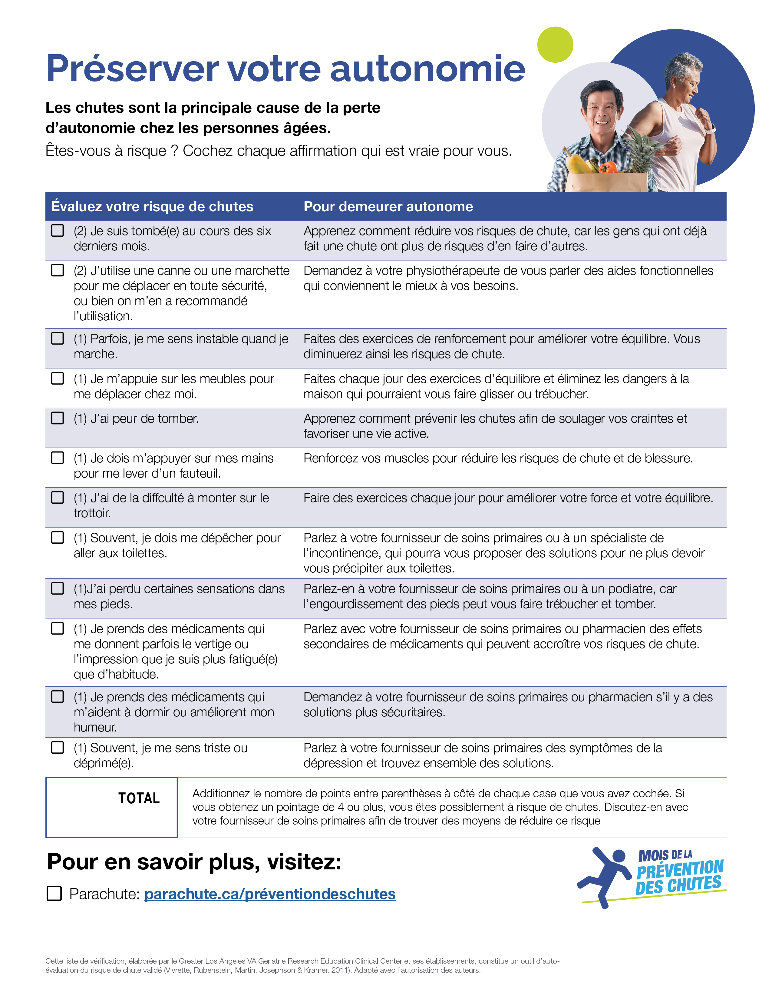 Préserver votre autonomie
Les chutes sont la principale cause de la perte
d’autonomie chez les personnes âgées.
Êtes-vous à risque ? Cochez chaque affirmation qui est vraie pour vous.
Évaluez votre risque de chutes
Pour demeurer autonome
(2) Je suis tombé(e) au cours des six
derniers mois.
Apprenez comment réduire vos risques de chute, car les gens qui ont déjà
fait une chute ont plus de risques d’en faire d’autres.
(2) J’utilise une canne ou une marchette
pour me déplacer en toute sécurité,
ou bien on m’en a recommandé
l’utilisation.
Demandez à votre physiothérapeute de vous parler des aides fonctionnelles
qui conviennent le mieux à vos besoins.
(1) Parfois, je me sens instable quand je
marche.
Faites des exercices de renforcement pour améliorer votre équilibre. Vous
diminuerez ainsi les risques de chute.
(1) Je m’appuie sur les meubles pour
me déplacer chez moi.
Faites chaque jour des exercices d’équilibre et éliminez les dangers à la
maison qui pourraient vous faire glisser ou trébucher.
(1) J’ai peur de tomber.
Apprenez comment prévenir les chutes afin de soulager vos craintes et
favoriser une vie active.
(1) Je dois m’appuyer sur mes mains
pour me lever d’un fauteuil.
Renforcez vos muscles pour réduire les risques de chute et de blessure.
(1) J’ai de la diffculté à monter sur le
trottoir.
Faire des exercices chaque jour pour améliorer votre force et votre équilibre.
(1) Souvent, je dois me dépêcher pour
aller aux toilettes.
Parlez à votre fournisseur de soins primaires ou à un spécialiste de
l’incontinence, qui pourra vous proposer des solutions pour ne plus devoir
vous précipiter aux toilettes.
(1)J’ai perdu certaines sensations dans
mes pieds.
Parlez-en à votre fournisseur de soins primaires ou à un podiatre, car
l’engourdissement des pieds peut vous faire trébucher et tomber.
(1) Je prends des médicaments qui
me donnent parfois le vertige ou
l’impression que je suis plus fatigué(e)
que d’habitude.
Parlez avec votre fournisseur de soins primaires ou pharmacien des effets
secondaires de médicaments qui peuvent accroître vos risques de chute.
(1) Je prends des médicaments qui
m’aident à dormir ou améliorent mon
humeur.
Demandez à votre fournisseur de soins primaires ou pharmacien s’il y a des
solutions plus sécuritaires.
(1) Souvent, je me sens triste ou
déprimé(e).
Parlez à votre fournisseur de soins primaires des symptômes de la
dépression et trouvez ensemble des solutions.
TOTAL
Additionnez le nombre de points entre parenthèses à côté de chaque case que vous avez cochée. Si
vous obtenez un pointage de 4 ou plus, vous êtes possiblement à risque de chutes. Discutez-en avec
votre fournisseur de soins primaires afin de trouver des moyens de réduire ce risque
Pour en savoir plus, visitez:
Parachute: parachute.ca/préventiondeschutes
MOIS DE LA
PRÉVENTION
DES CHUTES
Cette liste de vérification, élaborée par le Greater Los Angeles VA Geriatrie Research Education Clinical Center et ses établissements, constitue un outil d’auto-
évaluation du risque de chute validé (Vivrette, Rubenstein, Martin, Josephson & Kramer, 2011). Adapté avec l’autorisation des auteurs.